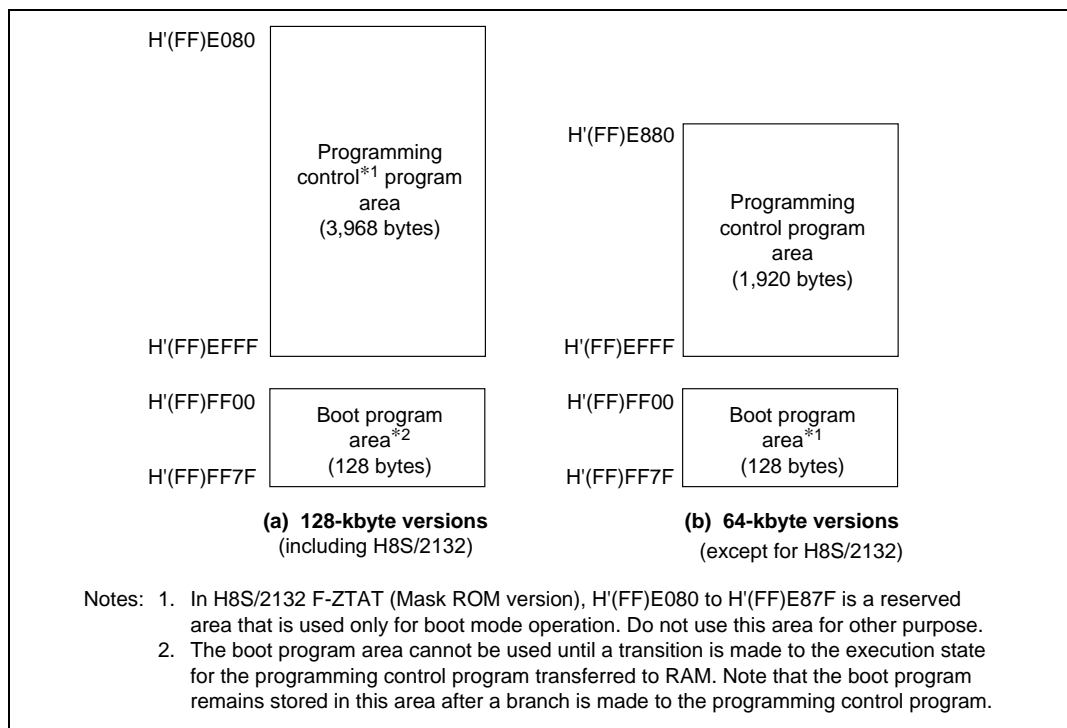 H'(FF)E080
Programming
control*1 program
area
(3,968 bytes)
H'(FF)EFFF
H'(FF)FF00
Boot program
area*2
(128 bytes)
H'(FF)FF7F
(a) 128-kbyte versions
(including H8S/2132)
H'(FF)E880
Programming
control program
area
(1,920 bytes)
H'(FF)EFFF
H'(FF)FF00
Boot program
area*1
(128 bytes)
H'(FF)FF7F
(b) 64-kbyte versions
(except for H8S/2132)
Notes: 1. In H8S/2132 F-ZTAT (Mask ROM version), H'(FF)E080 to H'(FF)E87F is a reserved
area that is used only for boot mode operation. Do not use this area for other purpose.
2. The boot program area cannot be used until a transition is made to the execution state
for the programming control program transferred to RAM. Note that the boot program
remains stored in this area after a branch is made to the programming control program.